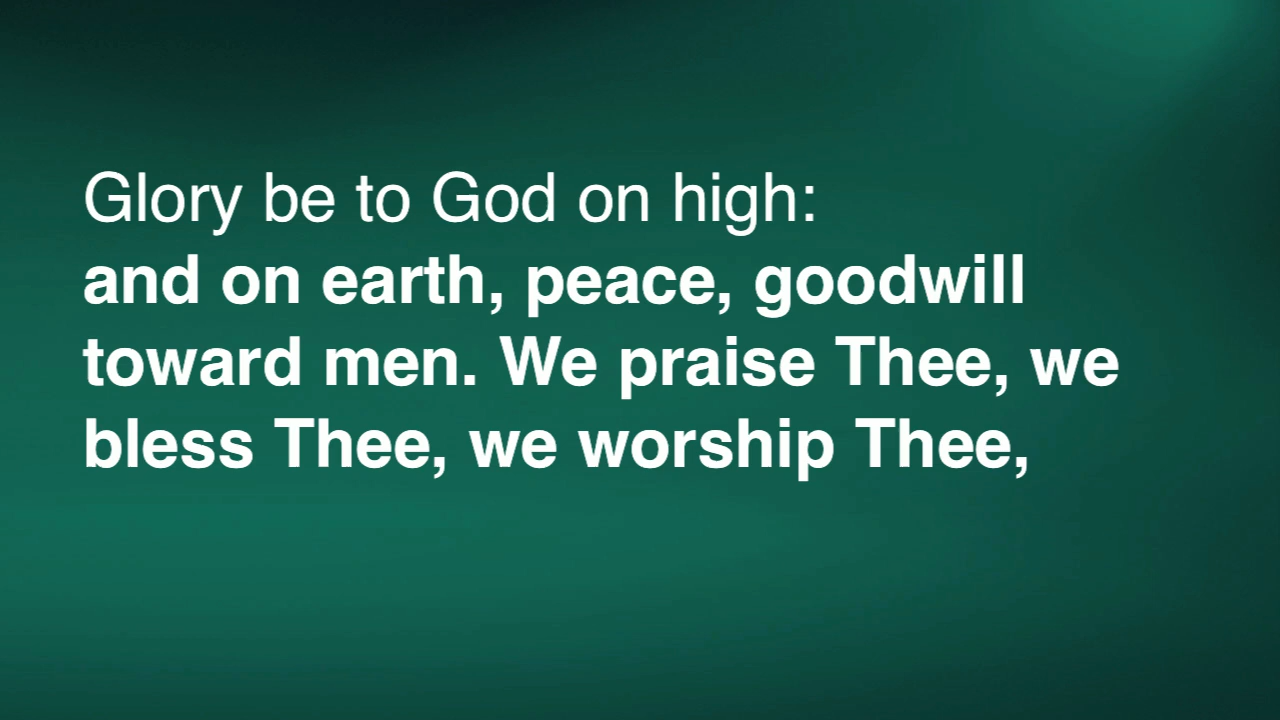 Glory be to God on high:
and on earth, peace, goodwill
toward men. We praise Thee, we
bless Thee, we worship Thee,